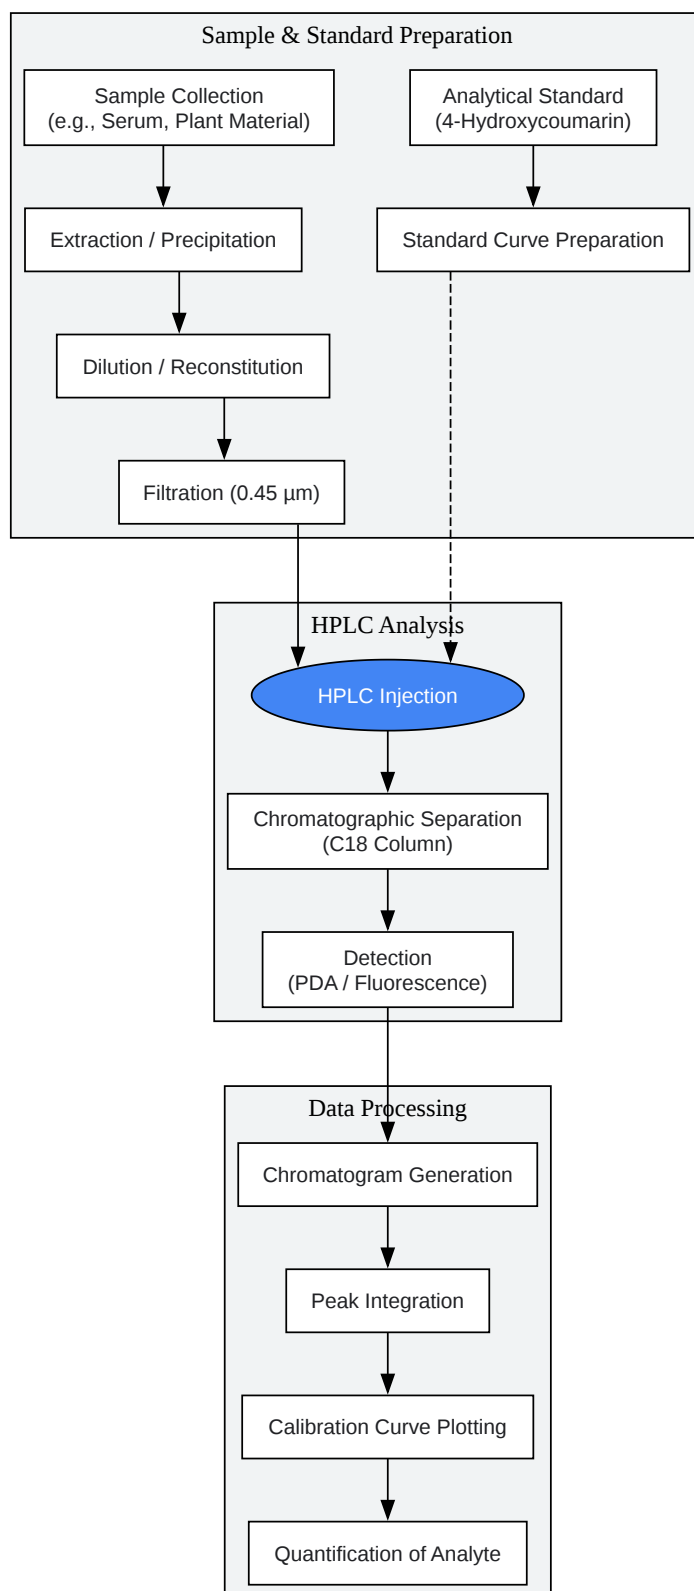 Sample & Standard Preparation
Sample Collection
(e.g., Serum, Plant Material)
Analytical Standard
(4-Hydroxycoumarin)
Extraction / Precipitation
Standard Curve Preparation
Dilution / Reconstitution
Filtration (0.45 µm)
HPLC Analysis
HPLC Injection
Chromatographic Separation
(C18 Column)
Detection
(PDA / Fluorescence)
Data Processing
Chromatogram Generation
Peak Integration
Calibration Curve Plotting
Quantification of Analyte